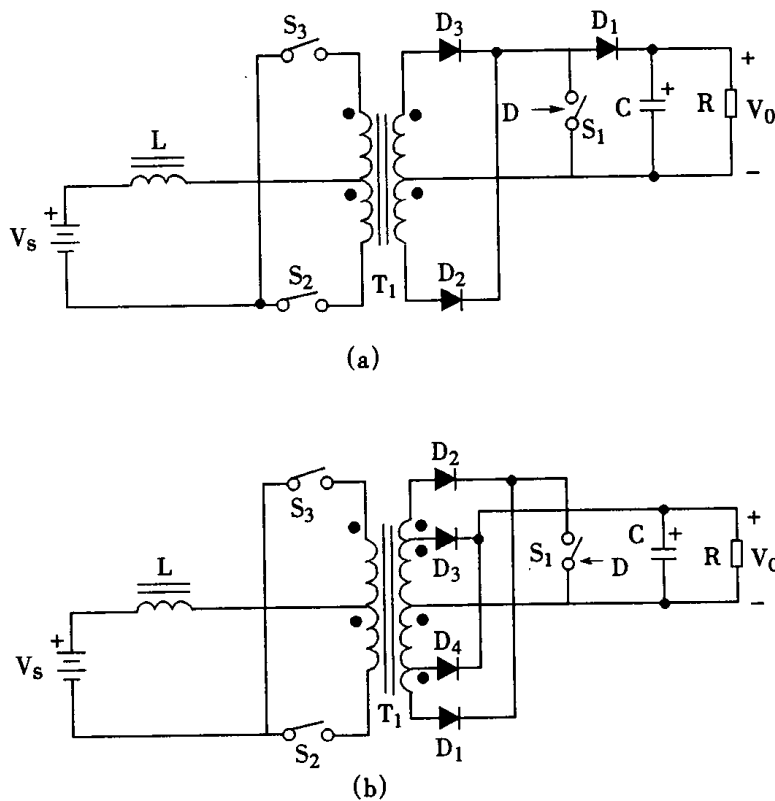 S3
D3
D1
+
+
L
D
S1
C
R
V0
+
VS
−
S2
T1
D2
(a)
D2
S3
+
+
D3
S1
D
C
R
V0
L
D4
+
VS
−
T1
S2
D1
(b)